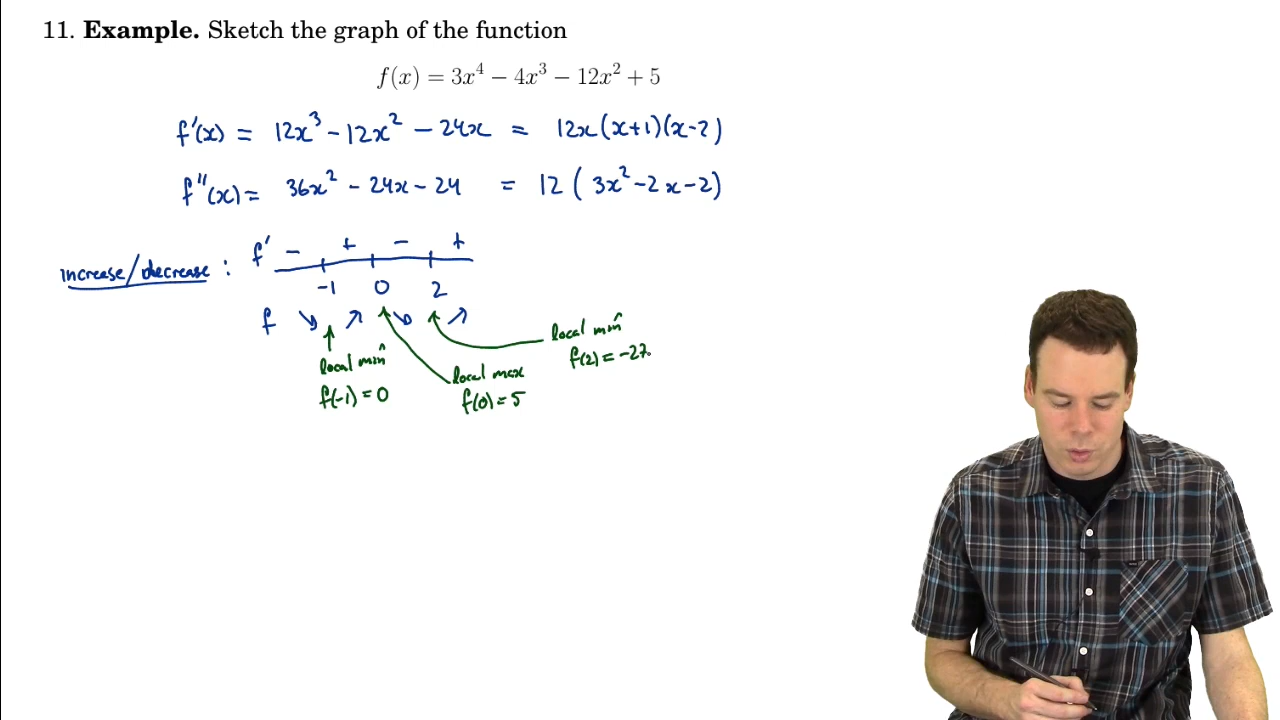 11. Example. Sketch the graph of the function
f(x) = 3x⁴ − 4x³ − 12x² + 5
f'(x) = 12x³ − 12x² − 24x = 12x(x+1)(x−2)
f''(x) = 36x² − 24x − 24 = 12(3x² − 2x − 2)
increase/decrease : f' − + − +
−1 0 2
f ↘ ↗ ↘ ↗
local min
f(−1) = 0
local max
f(0) = 5
local min
f(2) = −27